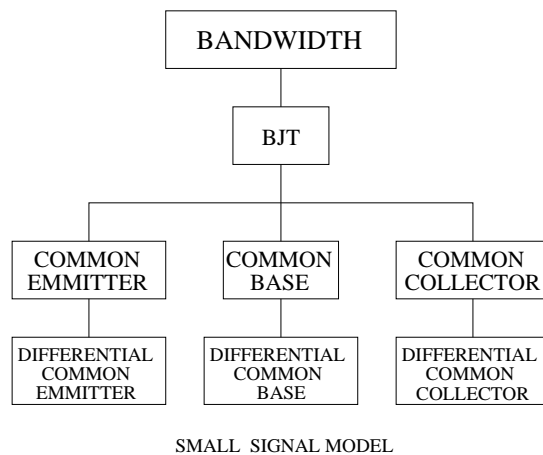 BANDWIDTH
BJT
COMMON
EMMITTER
COMMON
BASE
COMMON
COLLECTOR
DIFFERENTIAL
COMMON
EMMITTER
DIFFERENTIAL
COMMON
BASE
DIFFERENTIAL
COMMON
COLLECTOR
SMALL SIGNAL MODEL